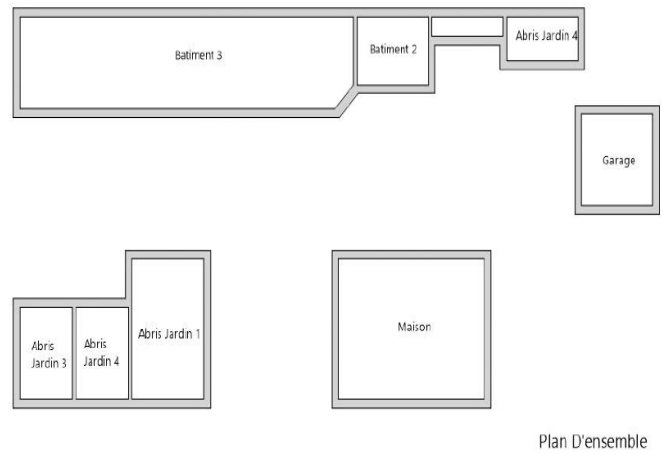 Batiment 3
Batiment 2
Abris Jardin 4
Garage
Abris
Jardin 3
Abris
Jardin 4
Abris Jardin 1
Maison
Plan D'ensemble